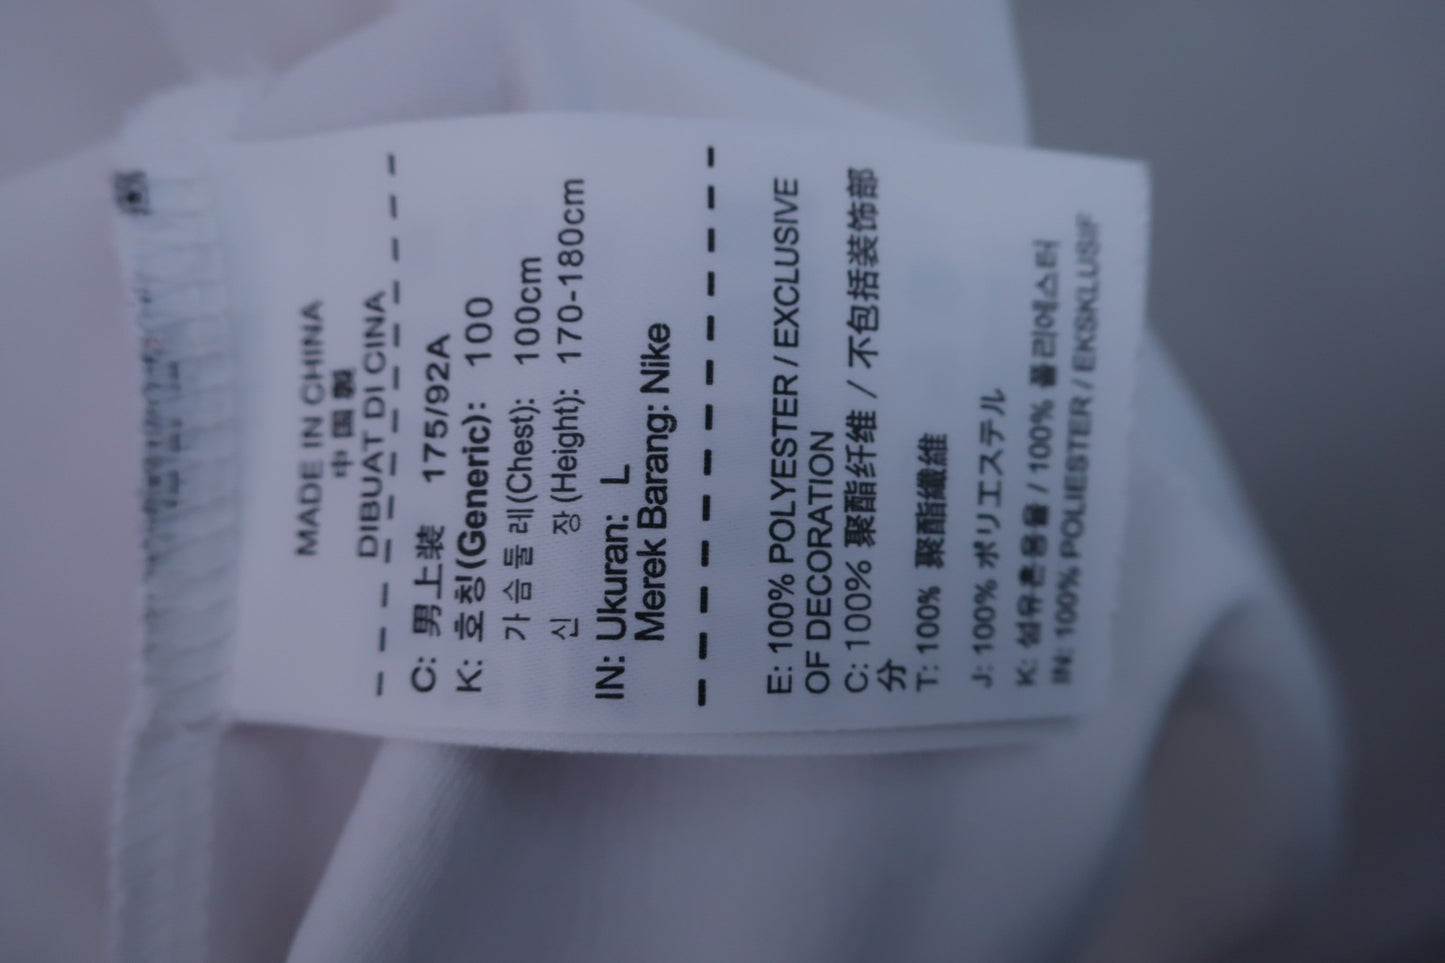 MADE IN CHINA
中国製
DIBUAT DI CINA
C: 男上装 175/92A
K: 호칭(Generic): 100
가슴둘레(Chest): 100cm
신 장(Height): 170-180cm
IN: Ukuran: L
Merek Barang: Nike
E: 100% POLYESTER / EXCLUSIVE
OF DECORATION
C: 100% 聚酯纤维 / 不包括装饰部
分
T: 100% 聚酯纖維
J: 100% ポリエステル
K: 섬유혼용율 / 100% 폴리에스터
IN: 100% POLIESTER / EKSKLUSIF